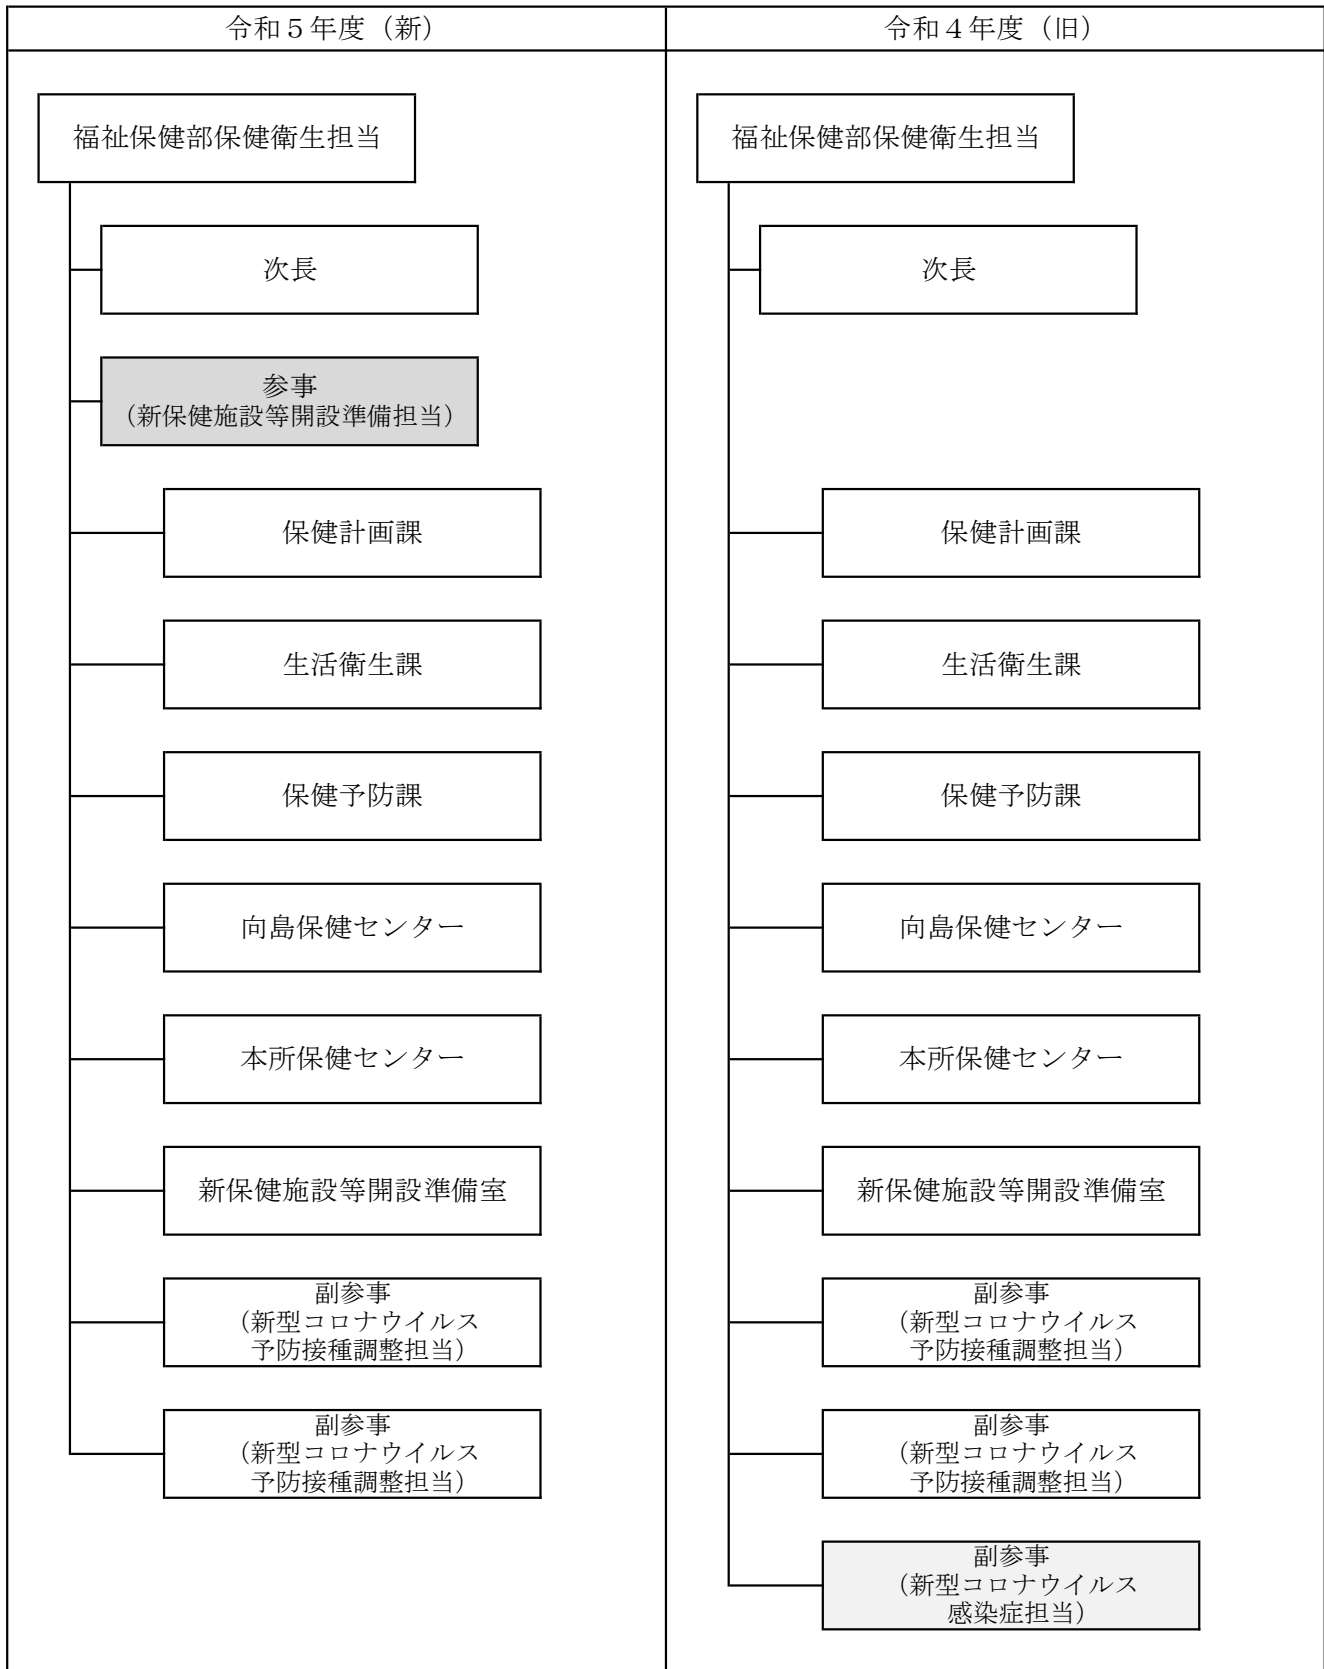 令和５年度（新）
福祉保健部保健衛生担当
次長
参事
（新保健施設等開設準備担当）
保健計画課
生活衛生課
保健予防課
向島保健センター
本所保健センター
新保健施設等開設準備室
副参事
（新型コロナウイルス
予防接種調整担当）
副参事
（新型コロナウイルス
予防接種調整担当）
令和４年度（旧）
福祉保健部保健衛生担当
次長
保健計画課
生活衛生課
保健予防課
向島保健センター
本所保健センター
新保健施設等開設準備室
副参事
（新型コロナウイルス
予防接種調整担当）
副参事
（新型コロナウイルス
予防接種調整担当）
副参事
（新型コロナウイルス
感染症担当）